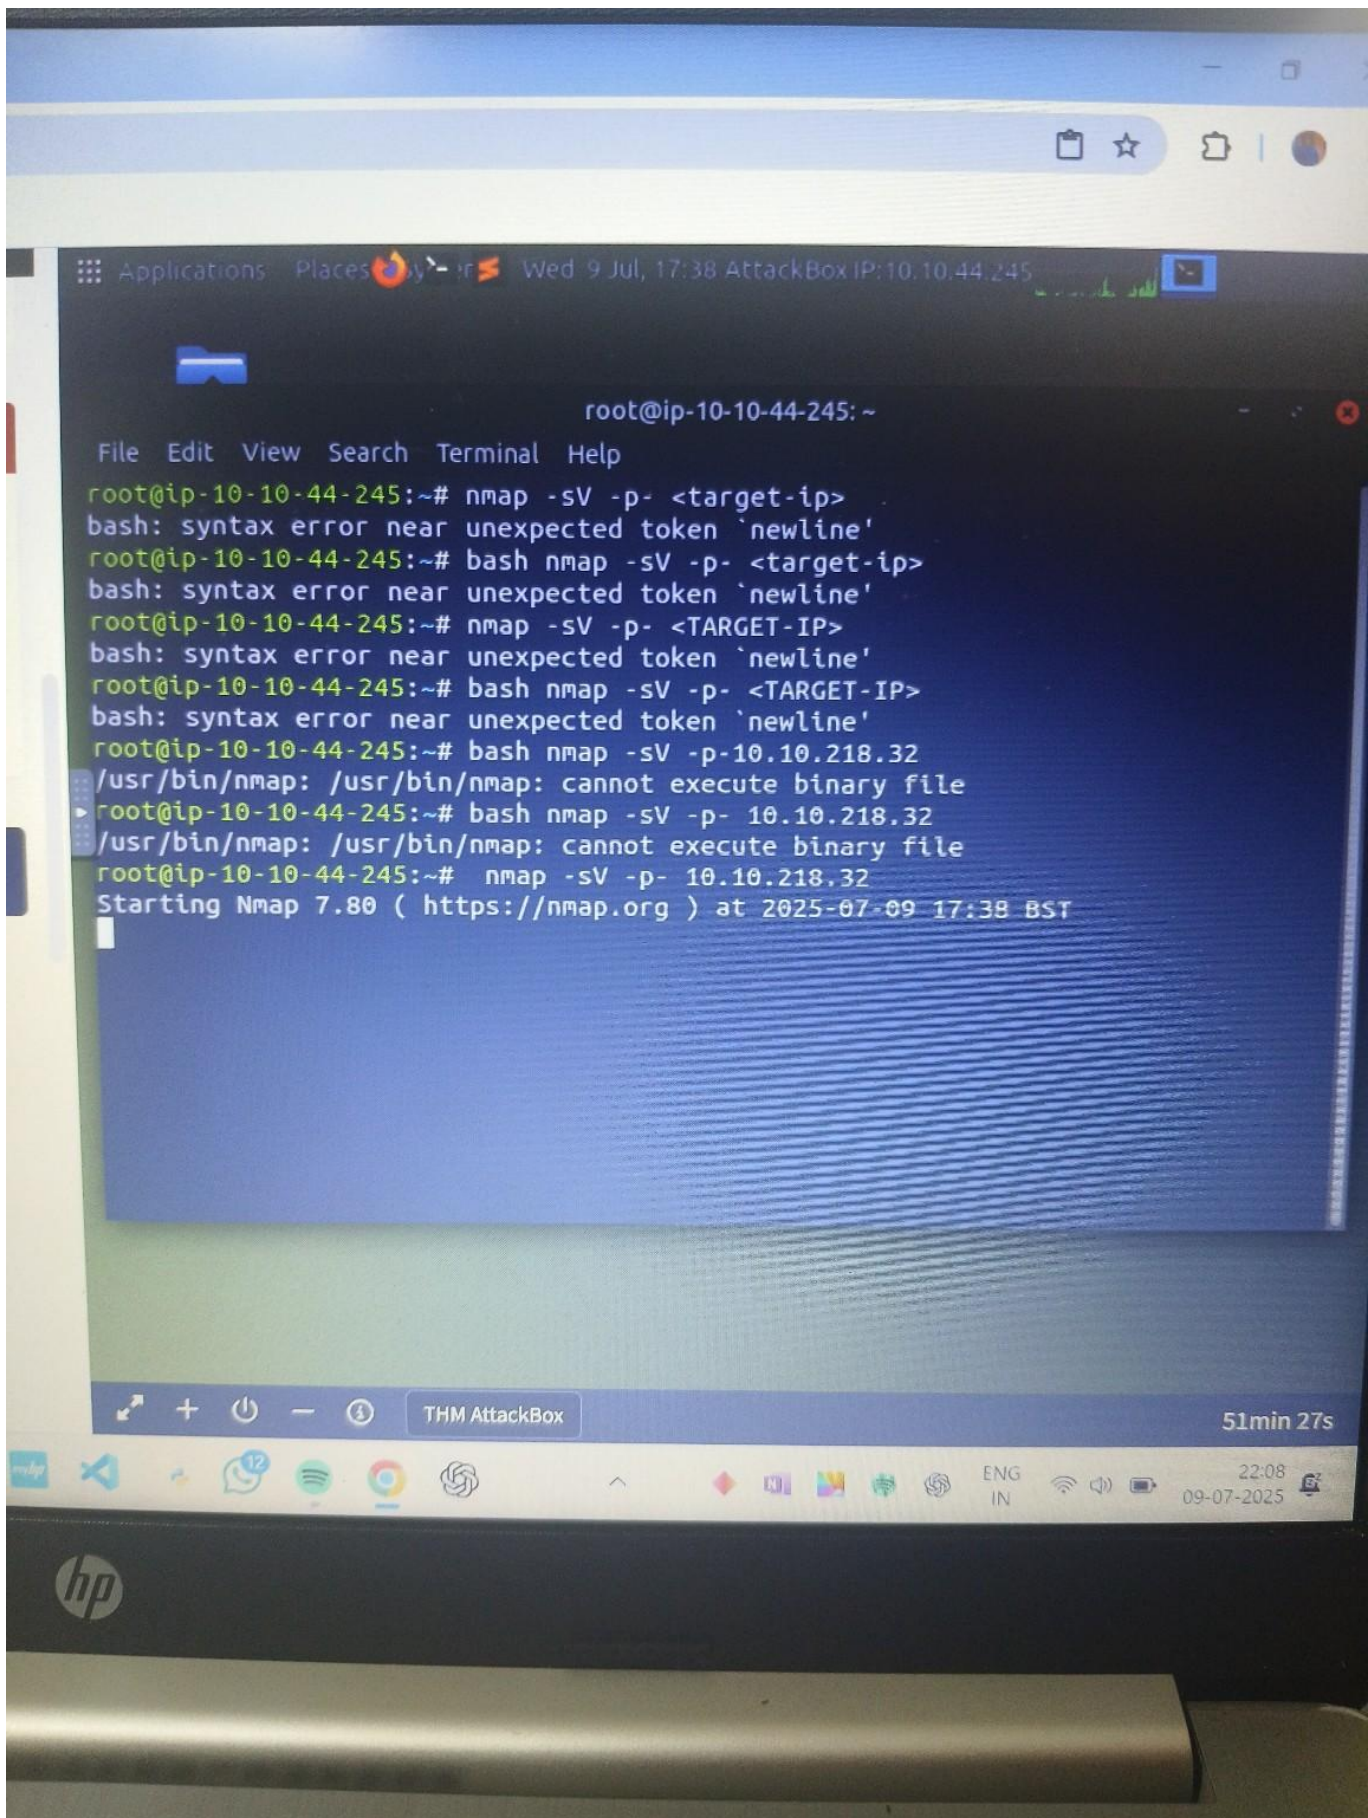 Applications Places Wed 9 Jul, 17:38 AttackBox IP:10.10.44.245
root@ip-10-10-44-245: ~
File Edit View Search Terminal Help
root@ip-10-10-44-245:~# nmap -sV -p- <target-ip>
bash: syntax error near unexpected token `newline'
root@ip-10-10-44-245:~# bash nmap -sV -p- <target-ip>
bash: syntax error near unexpected token `newline'
root@ip-10-10-44-245:~# nmap -sV -p- <TARGET-IP>
bash: syntax error near unexpected token `newline'
root@ip-10-10-44-245:~# bash nmap -sV -p- <TARGET-IP>
bash: syntax error near unexpected token `newline'
root@ip-10-10-44-245:~# bash nmap -sV -p-10.10.218.32
/usr/bin/nmap: /usr/bin/nmap: cannot execute binary file
root@ip-10-10-44-245:~# bash nmap -sV -p- 10.10.218.32
/usr/bin/nmap: /usr/bin/nmap: cannot execute binary file
root@ip-10-10-44-245:~#  nmap -sV -p- 10.10.218.32
Starting Nmap 7.80 ( https://nmap.org ) at 2025-07-09 17:38 BST
THM AttackBox
51min 27s
12
ENG
IN
22:08
09-07-2025
hp